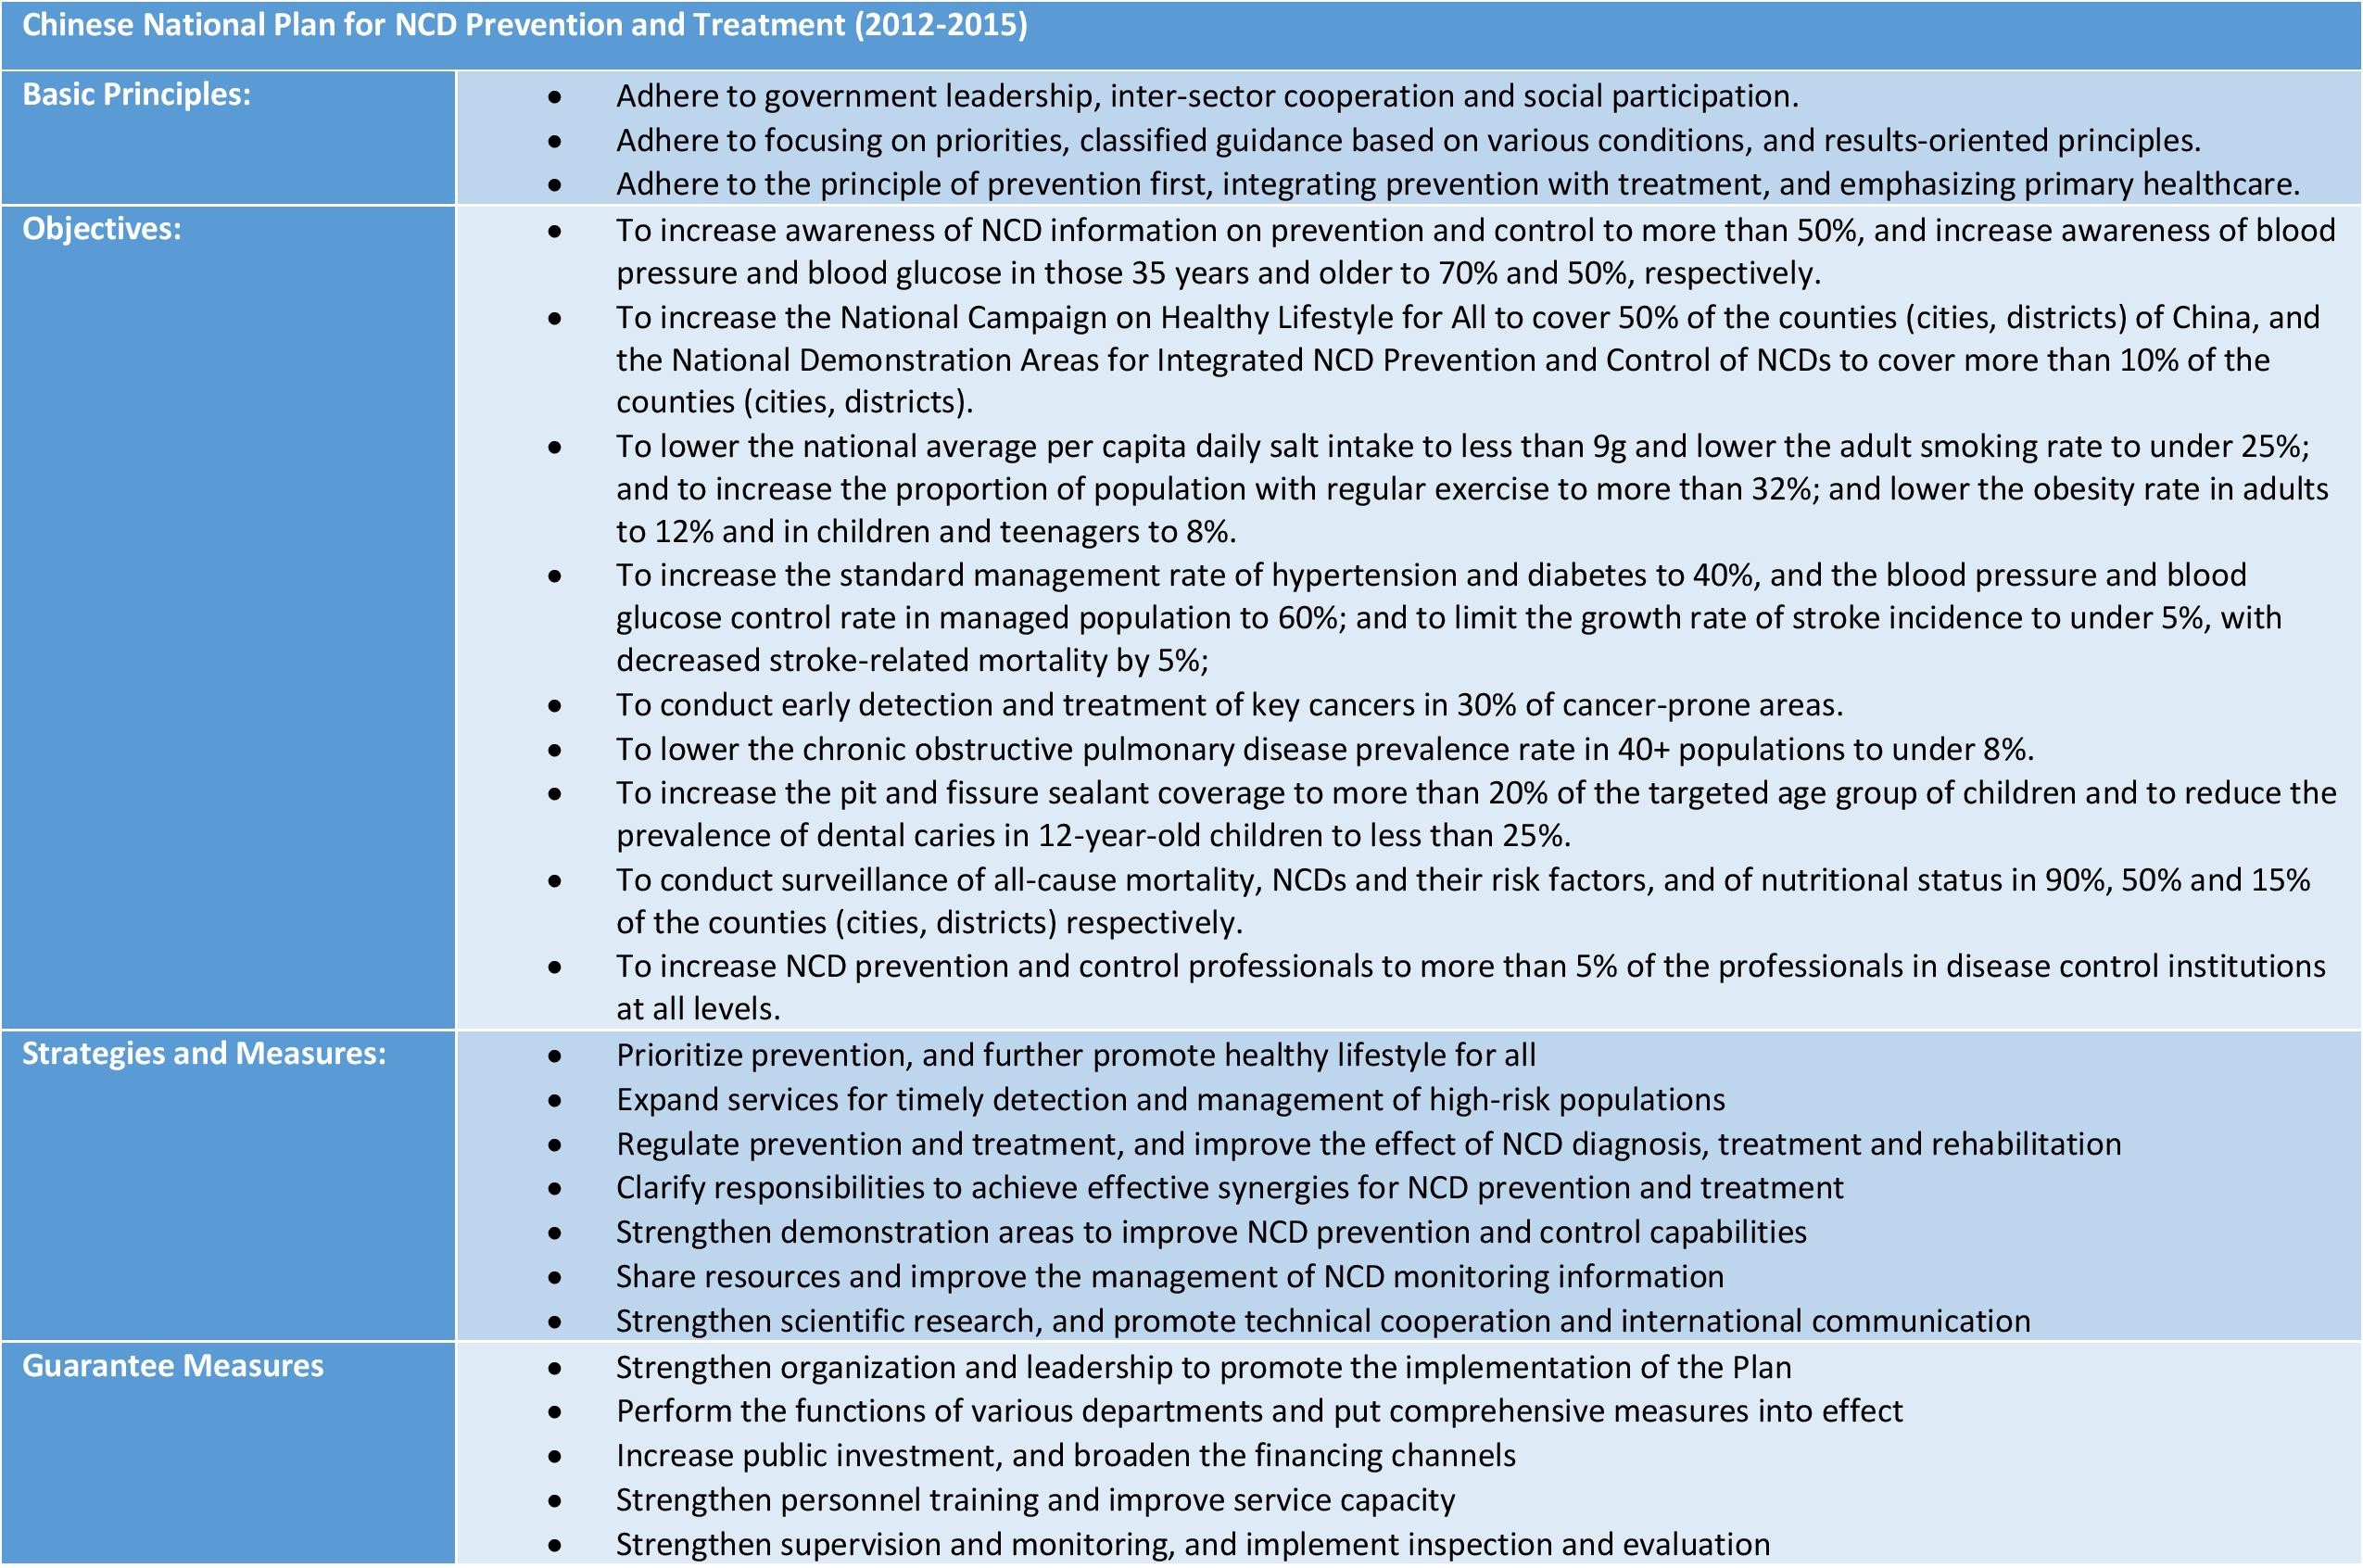 Chinese National Plan for NCD Prevention and Treatment (2012-2015)
Basic Principles:
• Adhere to government leadership, inter-sector cooperation and social participation.
• Adhere to focusing on priorities, classified guidance based on various conditions, and results-oriented principles.
• Adhere to the principle of prevention first, integrating prevention with treatment, and emphasizing primary healthcare.
Objectives:
• To increase awareness of NCD information on prevention and control to more than 50%, and increase awareness of blood
pressure and blood glucose in those 35 years and older to 70% and 50%, respectively.
• To increase the National Campaign on Healthy Lifestyle for All to cover 50% of the counties (cities, districts) of China, and
the National Demonstration Areas for Integrated NCD Prevention and Control of NCDs to cover more than 10% of the
counties (cities, districts).
• To lower the national average per capita daily salt intake to less than 9g and lower the adult smoking rate to under 25%;
and to increase the proportion of population with regular exercise to more than 32%; and lower the obesity rate in adults
to 12% and in children and teenagers to 8%.
• To increase the standard management rate of hypertension and diabetes to 40%, and the blood pressure and blood
glucose control rate in managed population to 60%; and to limit the growth rate of stroke incidence to under 5%, with
decreased stroke-related mortality by 5%;
• To conduct early detection and treatment of key cancers in 30% of cancer-prone areas.
• To lower the chronic obstructive pulmonary disease prevalence rate in 40+ populations to under 8%.
• To increase the pit and fissure sealant coverage to more than 20% of the targeted age group of children and to reduce the
prevalence of dental caries in 12-year-old children to less than 25%.
• To conduct surveillance of all-cause mortality, NCDs and their risk factors, and of nutritional status in 90%, 50% and 15%
of the counties (cities, districts) respectively.
• To increase NCD prevention and control professionals to more than 5% of the professionals in disease control institutions
at all levels.
Strategies and Measures:
• Prioritize prevention, and further promote healthy lifestyle for all
• Expand services for timely detection and management of high-risk populations
• Regulate prevention and treatment, and improve the effect of NCD diagnosis, treatment and rehabilitation
• Clarify responsibilities to achieve effective synergies for NCD prevention and treatment
• Strengthen demonstration areas to improve NCD prevention and control capabilities
• Share resources and improve the management of NCD monitoring information
• Strengthen scientific research, and promote technical cooperation and international communication
Guarantee Measures
• Strengthen organization and leadership to promote the implementation of the Plan
• Perform the functions of various departments and put comprehensive measures into effect
• Increase public investment, and broaden the financing channels
• Strengthen personnel training and improve service capacity
• Strengthen supervision and monitoring, and implement inspection and evaluation